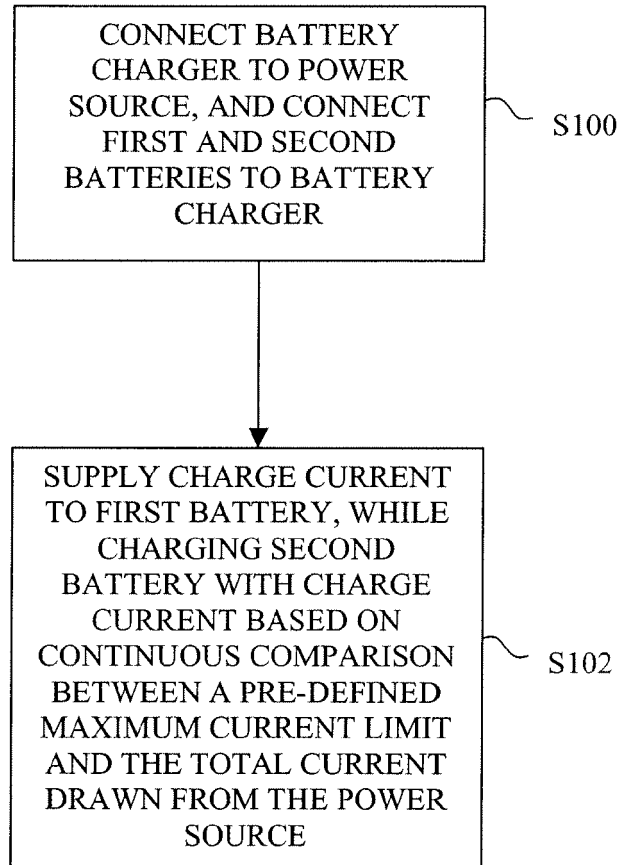 CONNECT BATTERY
CHARGER TO POWER
SOURCE, AND CONNECT
FIRST AND SECOND
BATTERIES TO BATTERY
CHARGER
S100
SUPPLY CHARGE CURRENT
TO FIRST BATTERY, WHILE
CHARGING SECOND
BATTERY WITH CHARGE
CURRENT BASED ON
CONTINUOUS COMPARISON
BETWEEN A PRE-DEFINED
MAXIMUM CURRENT LIMIT
AND THE TOTAL CURRENT
DRAWN FROM THE POWER
SOURCE
S102